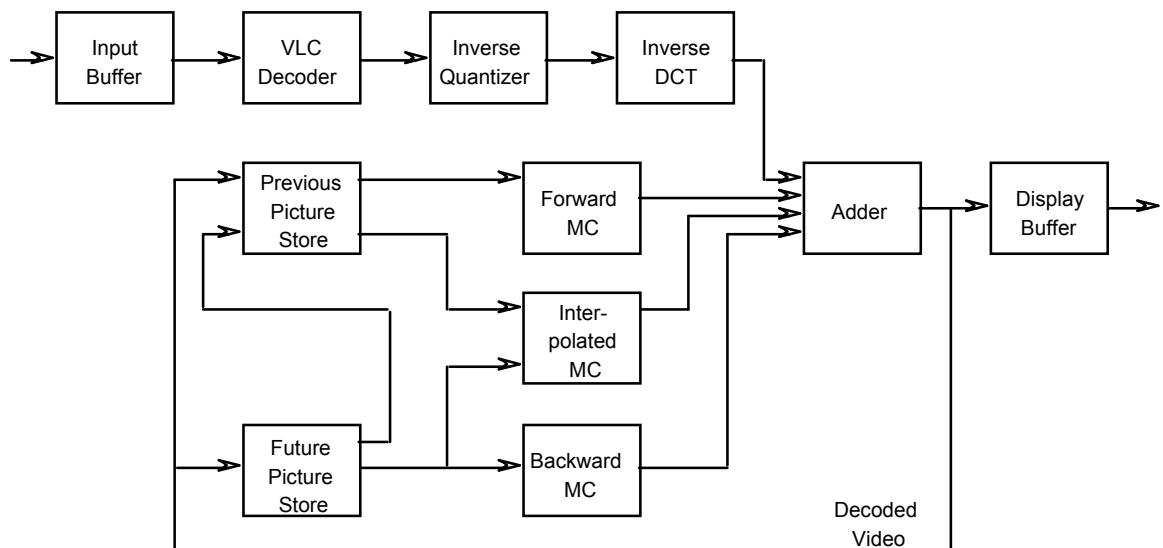 Input
Buffer
VLC
Decoder
Inverse
Quantizer
Inverse
DCT
Previous
Picture
Store
Forward
MC
Adder
Display
Buffer
Inter-
polated
MC
Future
Picture
Store
Backward
MC
Decoded
Video